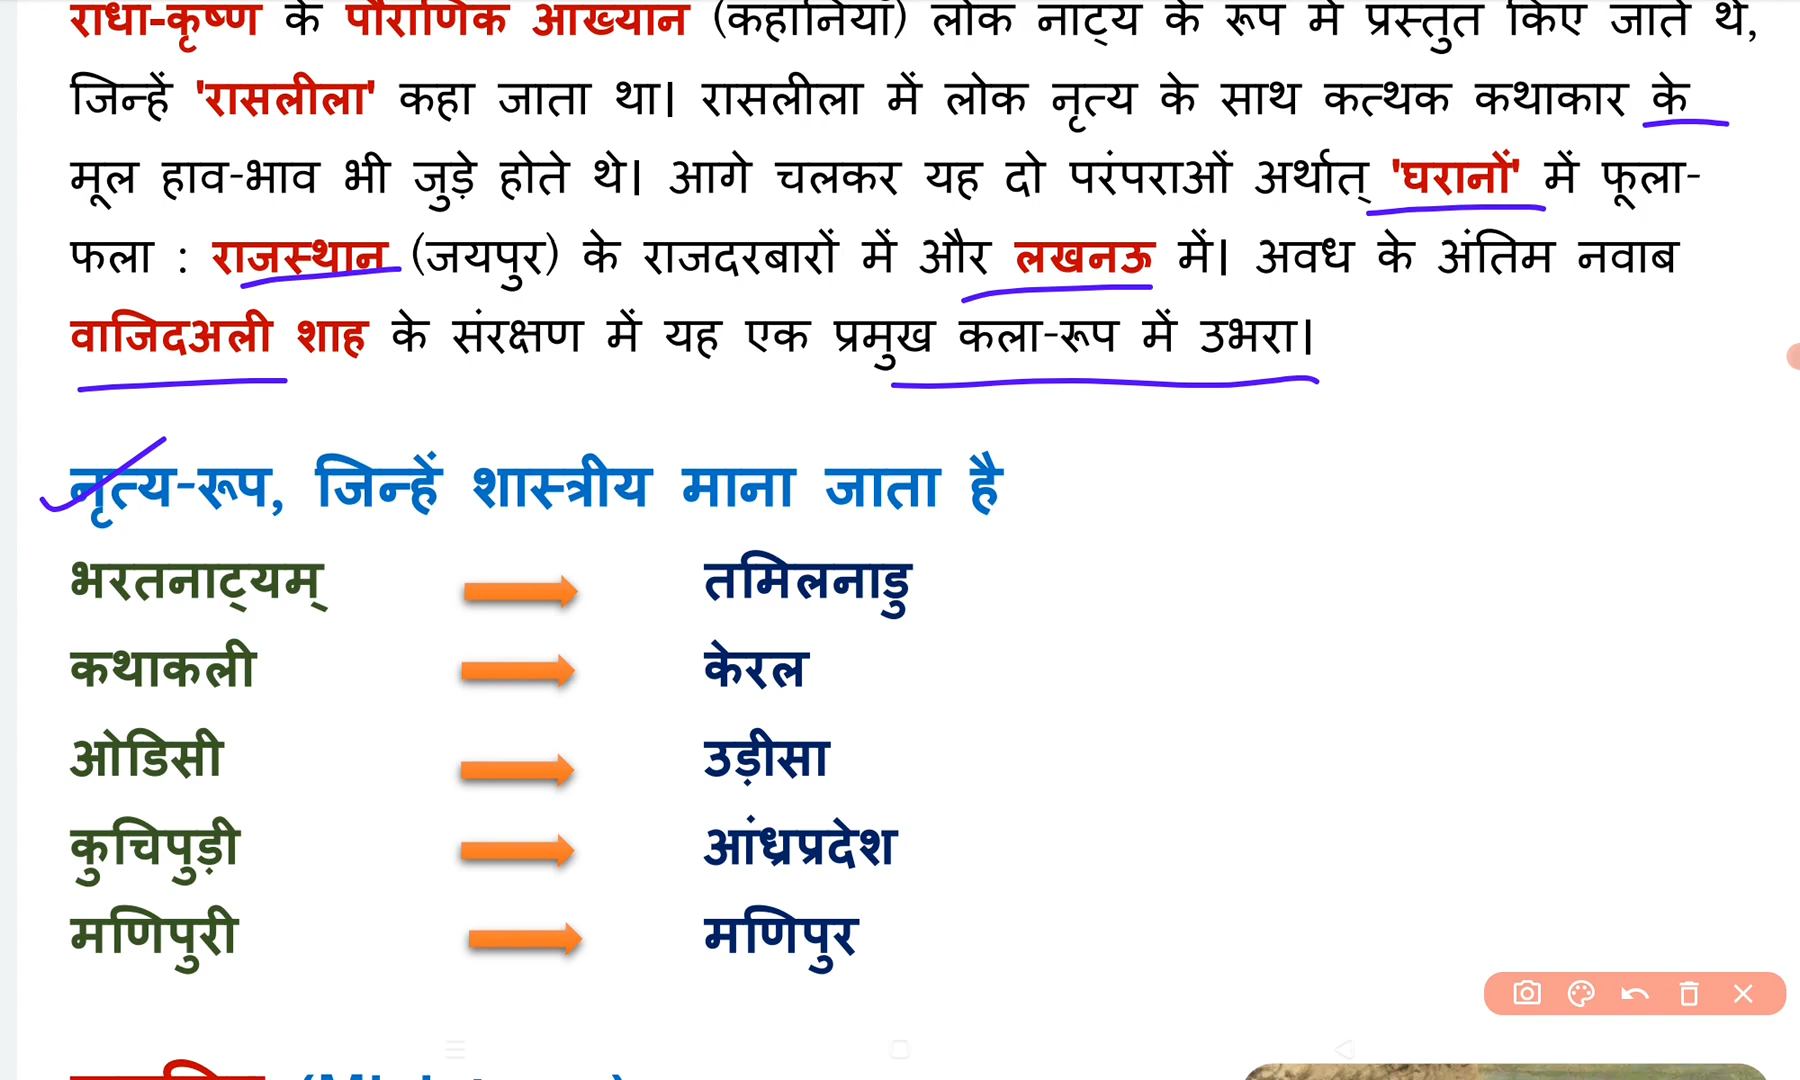 राधा-कृष्ण के पौराणिक आख्यान (कहानियाँ) लोक नाट्य के रूप में प्रस्तुत किए जाते थे,
जिन्हें 'रासलीला' कहा जाता था। रासलीला में लोक नृत्य के साथ कत्थक कथाकार के
मूल हाव-भाव भी जुड़े होते थे। आगे चलकर यह दो परंपराओं अर्थात् 'घरानों' में फूला-
फला : राजस्थान (जयपुर) के राजदरबारों में और लखनऊ में। अवध के अंतिम नवाब
वाजिदअली शाह के संरक्षण में यह एक प्रमुख कला-रूप में उभरा।
नृत्य-रूप, जिन्हें शास्त्रीय माना जाता है
भरतनाट्यम् तमिलनाडु
कथाकली केरल
ओडिसी उड़ीसा
कुचिपुड़ी आंध्रप्रदेश
मणिपुरी मणिपुर